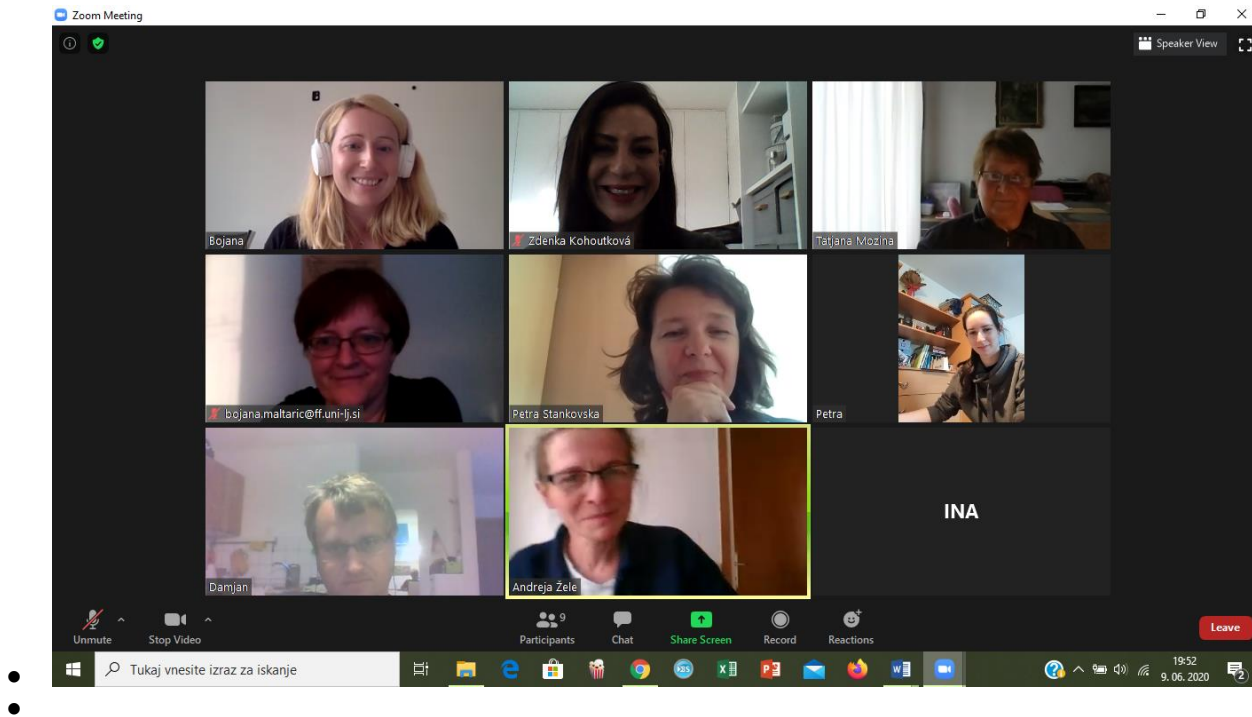 Zoom Meeting
Speaker View
Bojana
Zdenka Kohoutková
Tatjana Mozina
bojana.maltaric@ff.uni-lj.si
Petra Stankovska
Petra
Damjan
Andreja Žele
INA
Unmute
Stop Video
Participants 9
Chat
Share Screen
Record
Reactions
Leave
Tukaj vnesite izraz za iskanje
19:52
9. 06. 2020
2